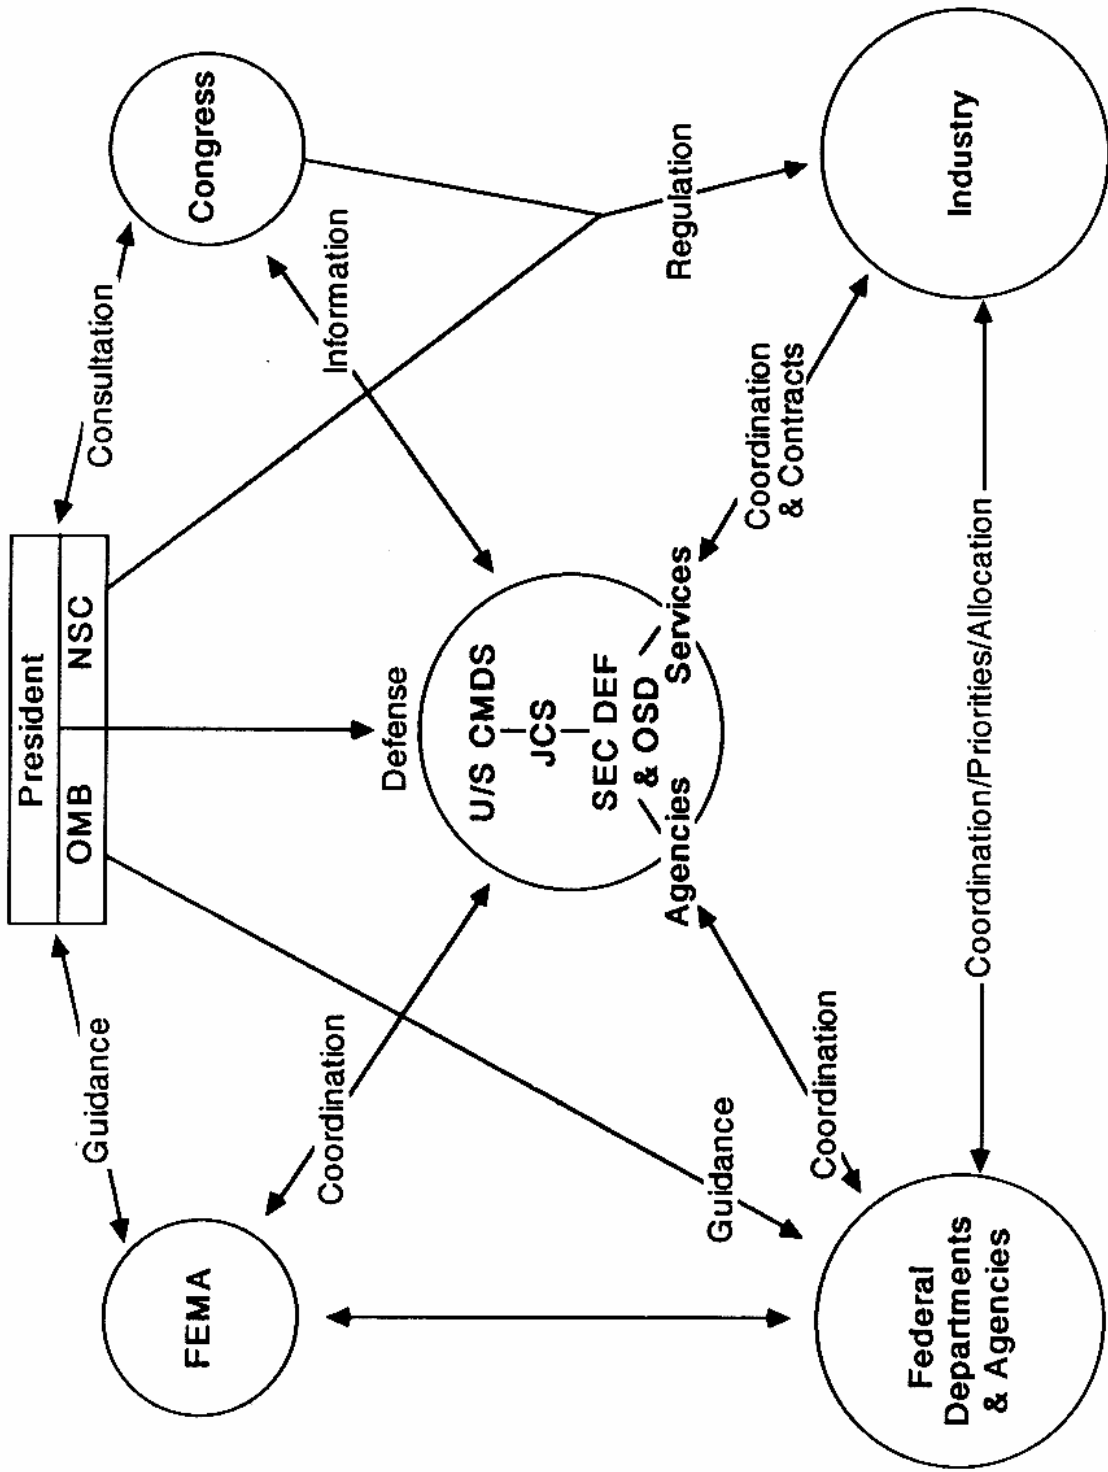 President
OMB
NSC
Guidance
Consultation
FEMA
Congress
Coordination
Information
Defense
U/S CMDS
JCS
SEC DEF
& OSD
Agencies
Services
Guidance
Regulation
Coordination
Coordination
& Contracts
Federal
Departments
& Agencies
Industry
Coordination/Priorities/Allocation